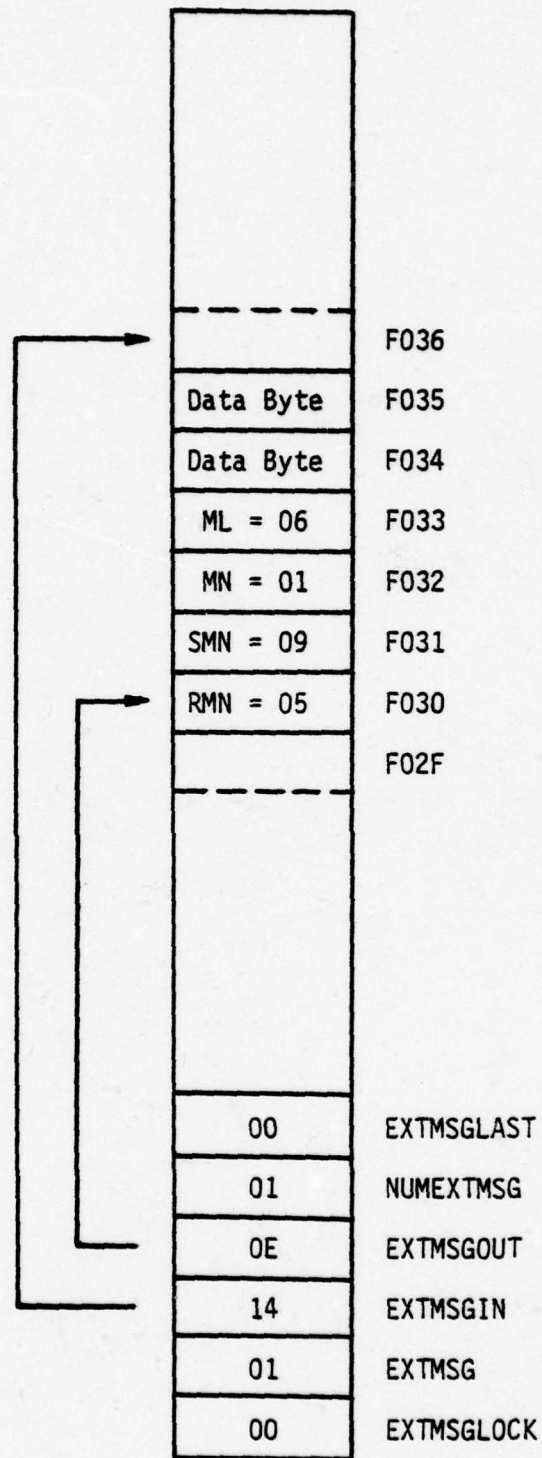 F036
Data Byte F035
Data Byte F034
ML = 06 F033
MN = 01 F032
SMN = 09 F031
RMN = 05 F030
F02F
00 EXTMSGLAST
01 NUMEXTMSG
0E EXTMSGOUT
14 EXTMSGIN
01 EXTMSG
00 EXTMSGLOCK